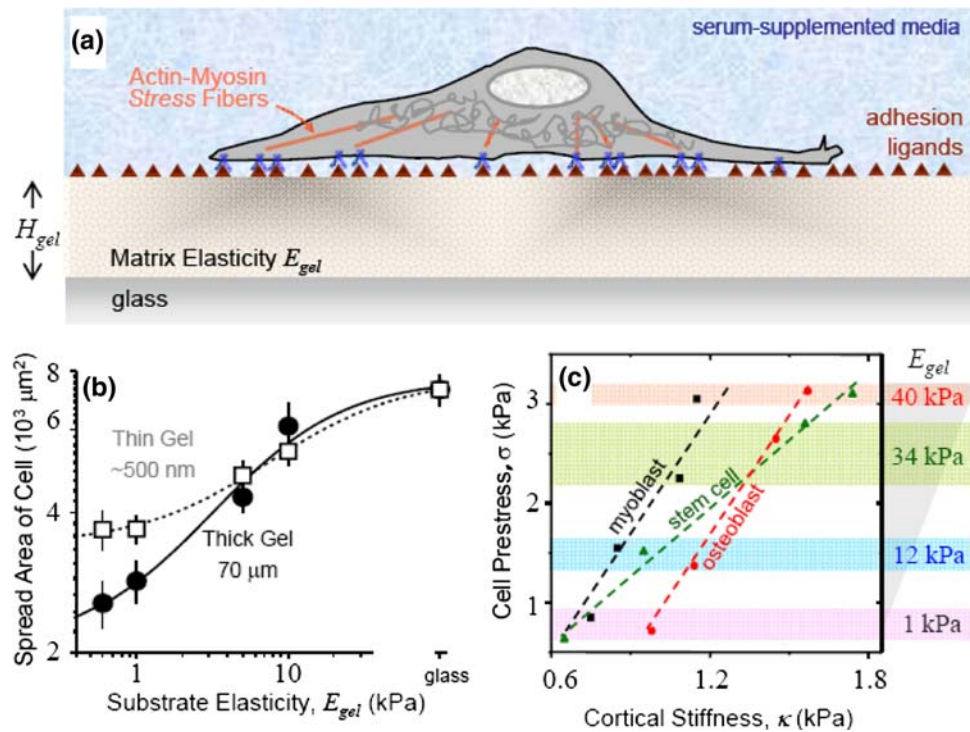 (a)
serum-supplemented media
Actin-Myosin
Stress Fibers
adhesion
ligands
H_gel
Matrix Elasticity E_gel
glass
(b)
8
6
4
2
Spread Area of Cell (10³ μm²)
Thin Gel
~500 nm
Thick Gel
70 μm
1
10
glass
Substrate Elasticity, E_gel (kPa)
(c)
E_gel
3
2
1
Cell Prestress, σ (kPa)
myoblast
stem cell
osteoblast
40 kPa
34 kPa
12 kPa
1 kPa
0.6
1.2
1.8
Cortical Stiffness, κ (kPa)